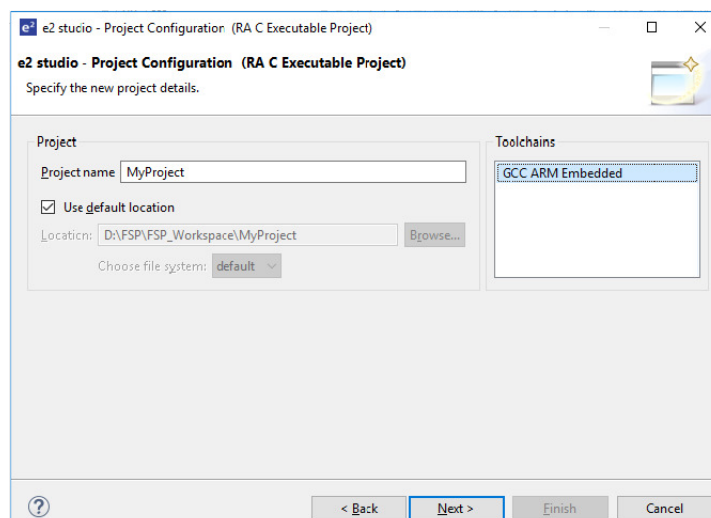 e2 e2 studio - Project Configuration (RA C Executable Project)
e2 studio - Project Configuration (RA C Executable Project)
Specify the new project details.
Project
Project name MyProject
Use default location
Location: D:\FSP\FSP_Workspace\MyProject Browse...
Choose file system: default
Toolchains
GCC ARM Embedded
? < Back Next > Finish Cancel